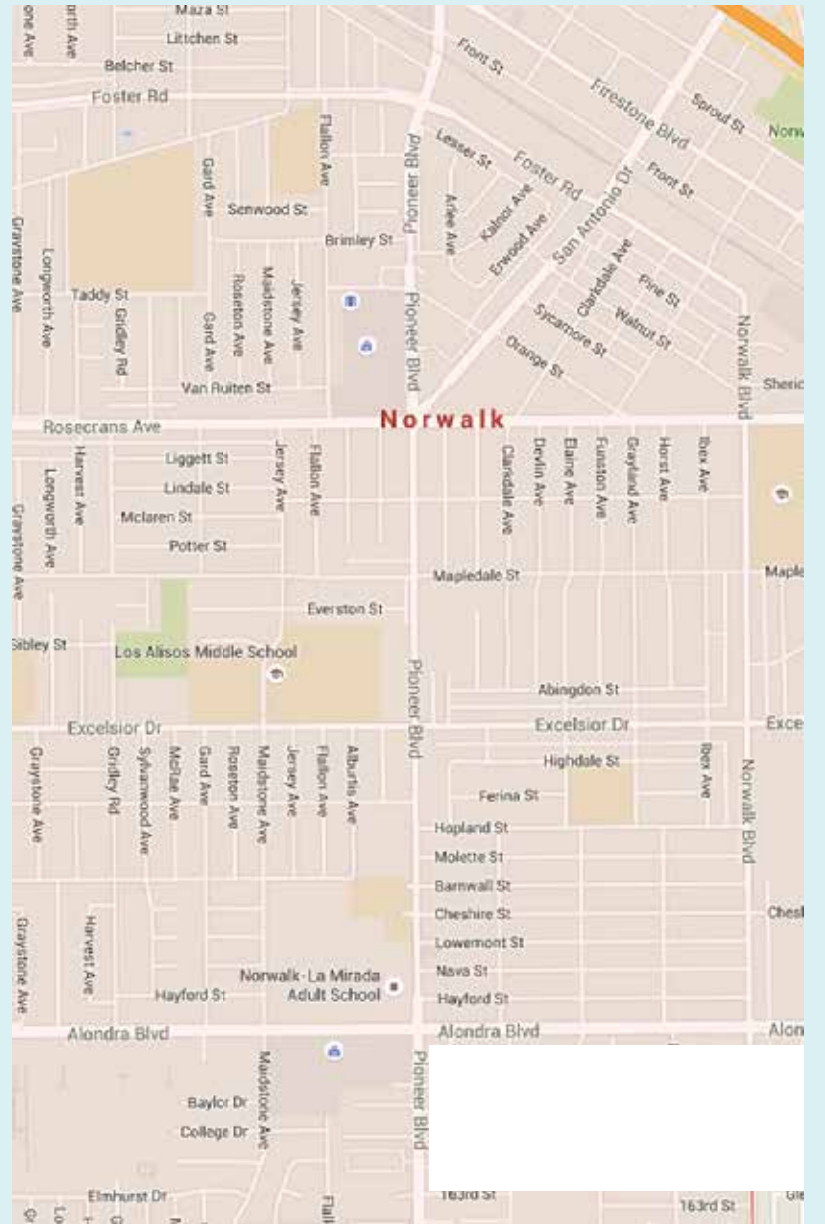 Maza St
one Ave
orth Ave
Littchen St
Belcher St
Front St
Foster Rd
Firestone Blvd
Sproud St
Norw
Flallon Ave
Pioneer Blvd
Lesser St
Foster Rd
Front St
Gard Ave
San Antonio Dr
Arlee Ave
Kalnor Ave
Erwood Ave
Senwood St
Brimley St
Graystone Ave
Longworth Ave
Clarkdale Ave
Pine St
Taddy St
Gridley Rd
Gard Ave
Roseton Ave
Maidstone Ave
Jersey Ave
Pioneer Blvd
Sycamore St
Walnut St
Orange St
Norwalk Blvd
Van Ruiten St
Sheric
Rosecrans Ave
Norwalk
Harvest Ave
Longworth Ave
Graystone Ave
Liggett St
Lindale St
Mclaren St
Potter St
Jersey Ave
Flallon Ave
Clarkdale Ave
Devlin Ave
Elaine Ave
Funston Ave
Grayland Ave
Horst Ave
Ibex Ave
Mapledale St
Maple
Everston St
Sibley St
Los Alisos Middle School
Pioneer Blvd
Abingdon St
Excelsior Dr
Excelsior Dr
Exce
Graystone Ave
Gridley Rd
Sylvanwood Ave
McRae Ave
Gard Ave
Roseton Ave
Maidstone Ave
Jersey Ave
Flallon Ave
Alburtis Ave
Highdale St
Ibex Ave
Norwalk Blvd
Ferina St
Hopland St
Molette St
Barnwall St
Cheshire St
Chesl
Lowemont St
Nava St
Hayford St
Graystone Ave
Harvest Ave
Norwalk-La Mirada
Adult School
Hayford St
Alondra Blvd
Alondra Blvd
Alon
Maidstone Ave
Pioneer Blvd
Baylor Dr
College Dr
Elmhurst Dr
Flall
163rd St
163rd St